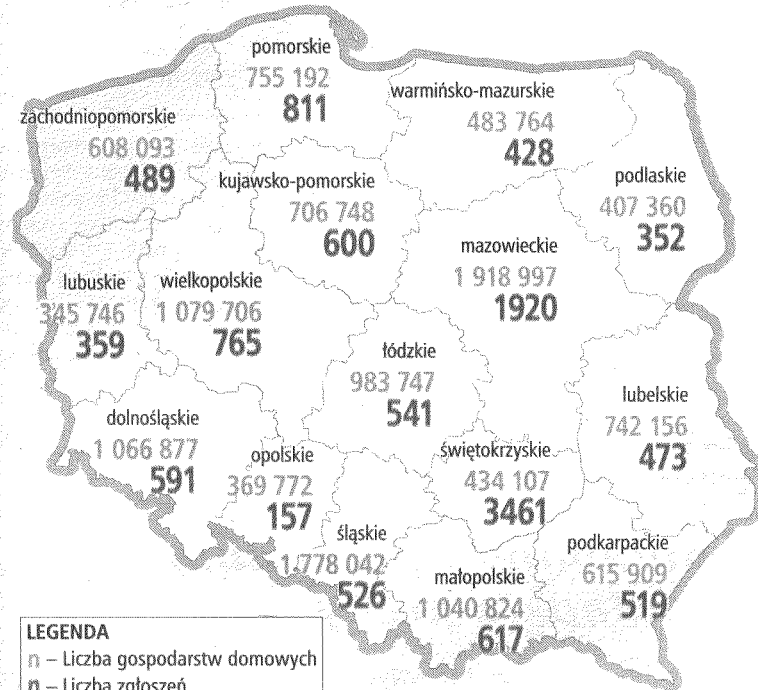 pomorskie
755 192
811
warmińsko-mazurskie
483 764
428
zachodniopomorskie
608 093
489
podlaskie
407 360
352
kujawsko-pomorskie
706 748
600
mazowieckie
1 918 997
1920
lubuskie
345 746
359
wielkopolskie
1 079 706
765
łódzkie
983 747
541
lubelskie
742 156
473
dolnośląskie
1 066 877
591
opolskie
369 772
157
świętokrzyskie
434 107
3461
śląskie
1 778 042
526
małopolskie
1 040 824
617
podkarpackie
615 909
519
LEGENDA
n – Liczba gospodarstw domowych
n – Liczba zgłoszeń